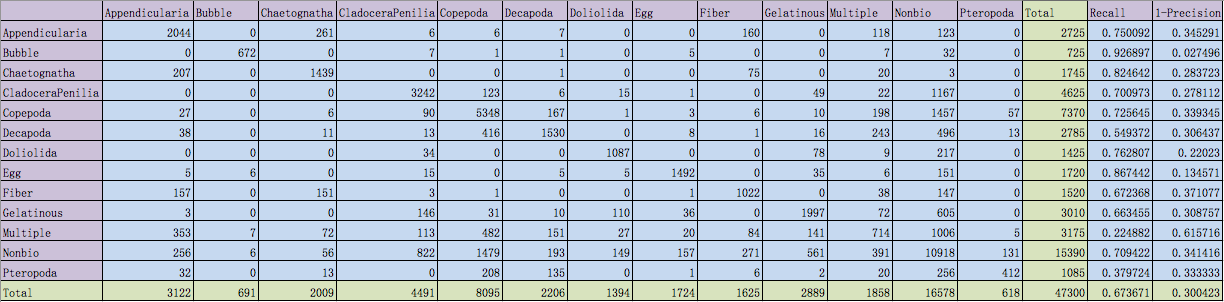 Appendicularia Bubble Chaetognatha CladoceraPenilia Copepoda Decapoda Doliolida Egg Fiber Gelatinous Multiple Nonbio Pteropoda Total Recall 1-Precision
Appendicularia 2044 0 261 6 6 7 0 0 160 0 118 123 0 2725 0.750092 0.345291
Bubble 0 672 0 7 1 1 0 5 0 0 7 32 0 725 0.926897 0.027496
Chaetognatha 207 0 1439 0 0 1 0 0 75 0 20 3 0 1745 0.824642 0.283723
CladoceraPenilia 0 0 0 3242 123 6 15 1 0 49 22 1167 0 4625 0.700973 0.278112
Copepoda 27 0 6 90 5348 167 1 3 6 10 198 1457 57 7370 0.725645 0.339345
Decapoda 38 0 11 13 416 1530 0 8 1 16 243 496 13 2785 0.549372 0.306437
Doliolida 0 0 0 34 0 0 1087 0 0 78 9 217 0 1425 0.762807 0.22023
Egg 5 6 0 15 0 5 5 1492 0 35 6 151 0 1720 0.867442 0.134571
Fiber 157 0 151 3 1 0 0 1 1022 0 38 147 0 1520 0.672368 0.371077
Gelatinous 3 0 0 146 31 10 110 36 0 1997 72 605 0 3010 0.663455 0.308757
Multiple 353 7 72 113 482 151 27 20 84 141 714 1006 5 3175 0.224882 0.615716
Nonbio 256 6 56 822 1479 193 149 157 271 561 391 10918 131 15390 0.709422 0.341416
Pteropoda 32 0 13 0 208 135 0 1 6 2 20 256 412 1085 0.379724 0.333333
Total 3122 691 2009 4491 8095 2206 1394 1724 1625 2889 1858 16578 618 47300 0.673671 0.300423